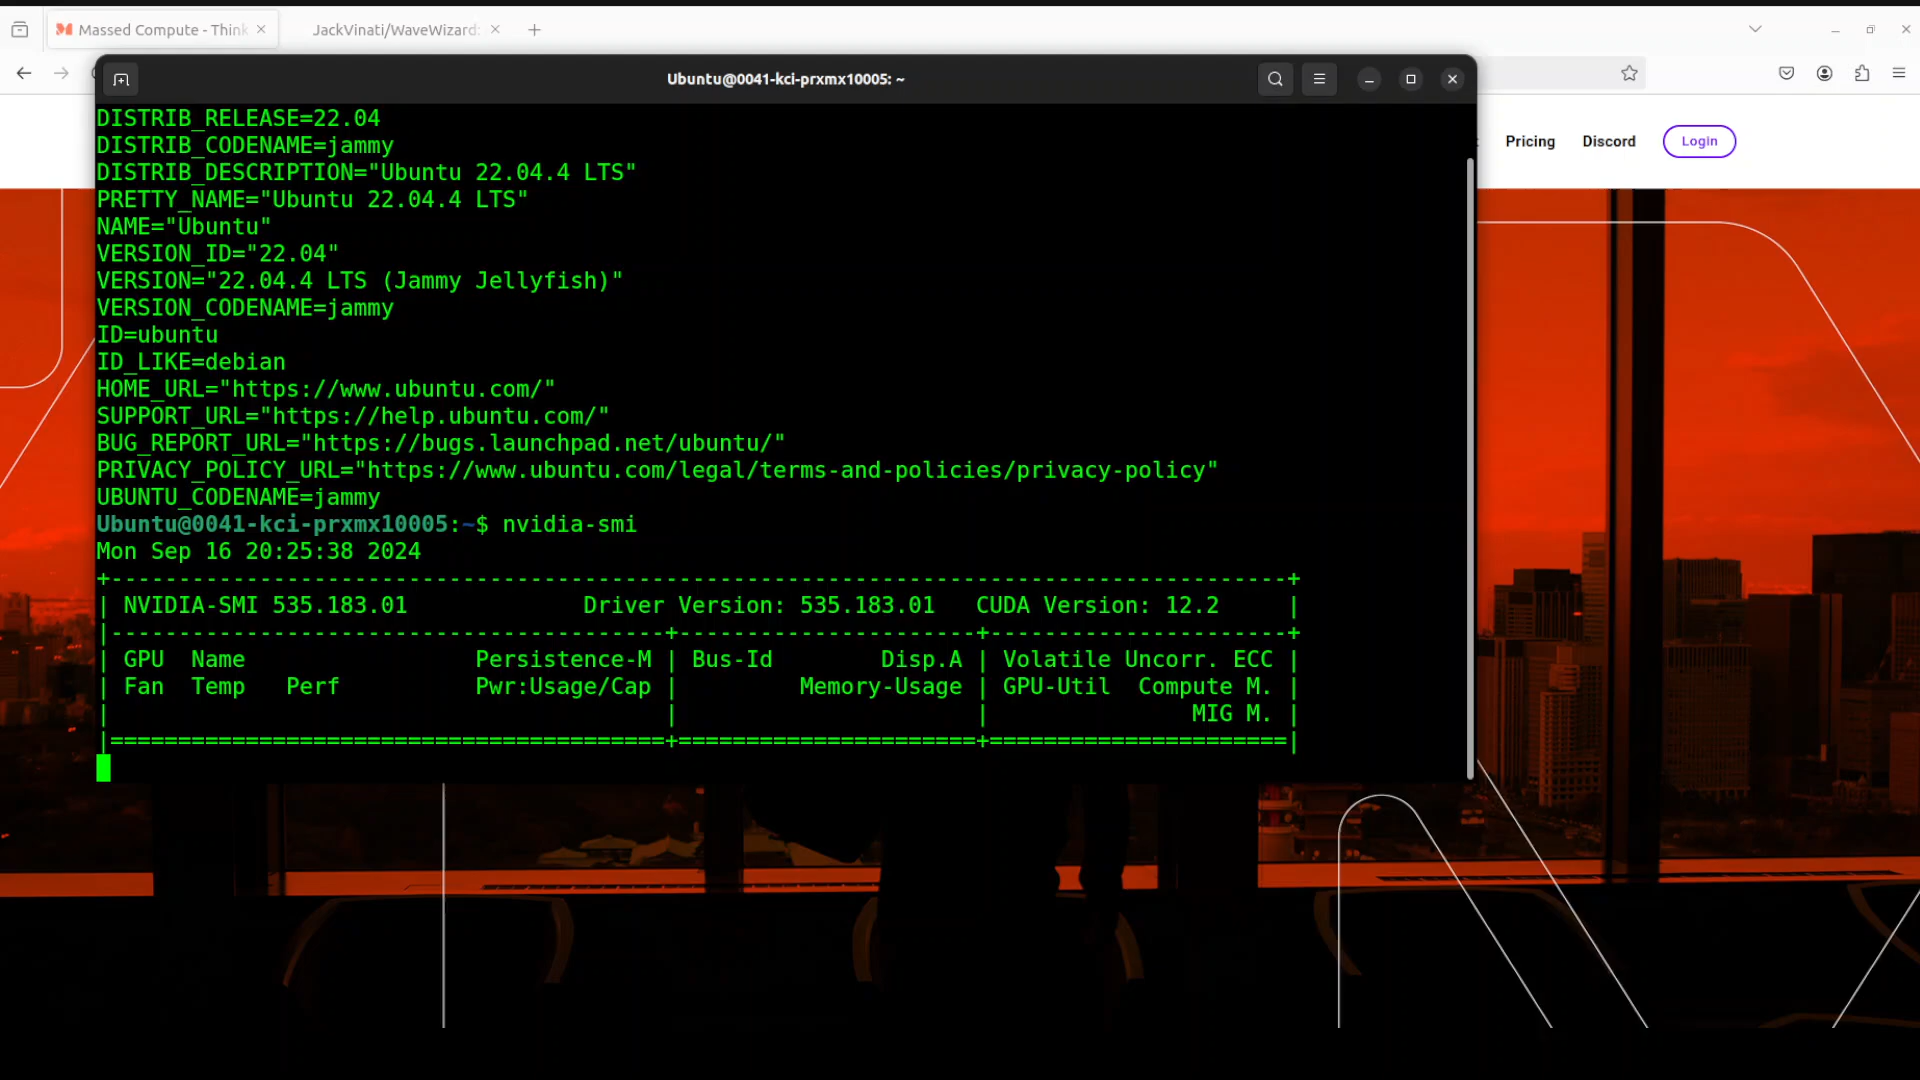 Massed Compute - Think
JackVinati/WaveWizard:
Ubuntu@0041-kci-prxmx10005: ~
Pricing
Discord
Login
DISTRIB_RELEASE=22.04
DISTRIB_CODENAME=jammy
DISTRIB_DESCRIPTION="Ubuntu 22.04.4 LTS"
PRETTY_NAME="Ubuntu 22.04.4 LTS"
NAME="Ubuntu"
VERSION_ID="22.04"
VERSION="22.04.4 LTS (Jammy Jellyfish)"
VERSION_CODENAME=jammy
ID=ubuntu
ID_LIKE=debian
HOME_URL="https://www.ubuntu.com/"
SUPPORT_URL="https://help.ubuntu.com/"
BUG_REPORT_URL="https://bugs.launchpad.net/ubuntu/"
PRIVACY_POLICY_URL="https://www.ubuntu.com/legal/terms-and-policies/privacy-policy"
UBUNTU_CODENAME=jammy
Ubuntu@0041-kci-prxmx10005:~$ nvidia-smi
Mon Sep 16 20:25:38 2024
+---------------------------------------------------------------------------------------+
| NVIDIA-SMI 535.183.01             Driver Version: 535.183.01   CUDA Version: 12.2     |
|-----------------------------------------+----------------------+----------------------+
| GPU  Name                 Persistence-M | Bus-Id        Disp.A | Volatile Uncorr. ECC |
| Fan  Temp   Perf          Pwr:Usage/Cap |         Memory-Usage | GPU-Util  Compute M. |
|                                         |                      |               MIG M. |
|=========================================+======================+======================|